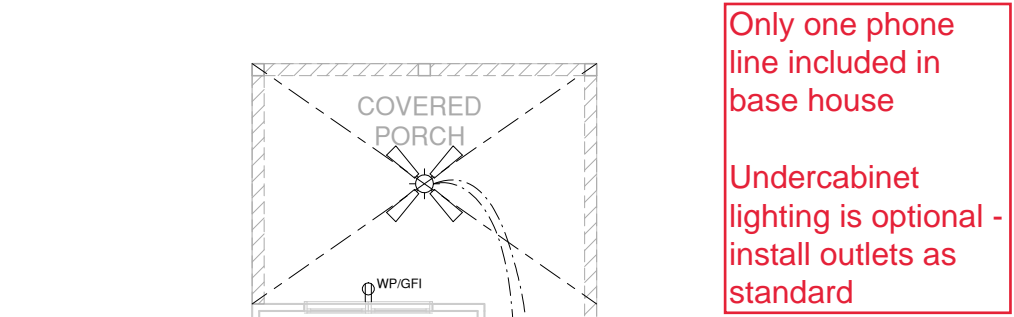 COVERED
PORCH
WP/GFI
Only one phone
line included in
base house
Undercabinet
lighting is optional -
install outlets as
standard